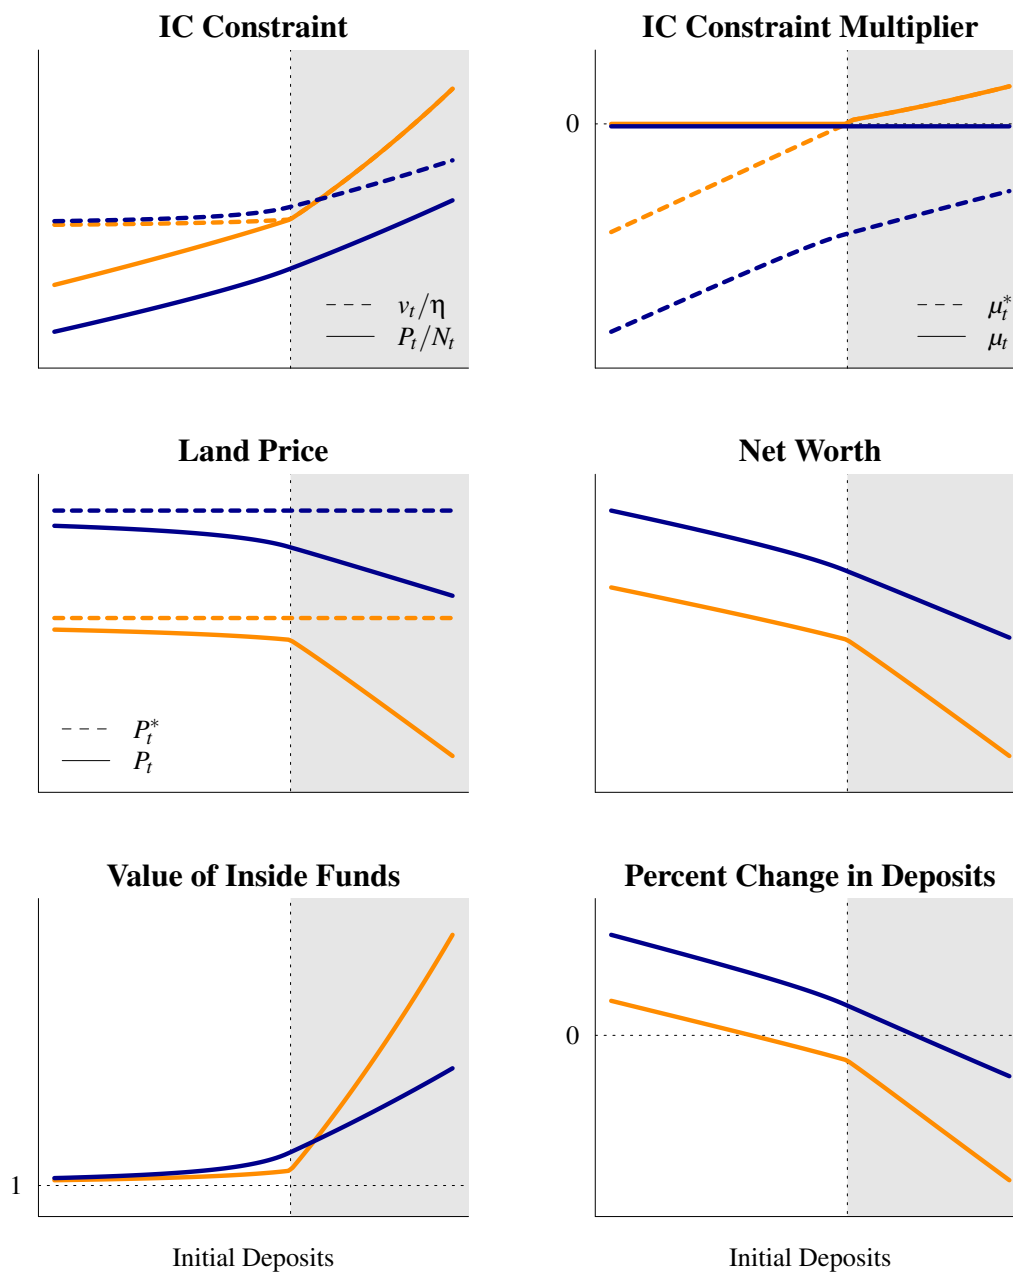 IC Constraint
v_t/η
P_t/N_t
IC Constraint Multiplier
0
μ_t^*
μ_t
Land Price
P_t^*
P_t
Net Worth
Value of Inside Funds
1
Initial Deposits
Percent Change in Deposits
0
Initial Deposits